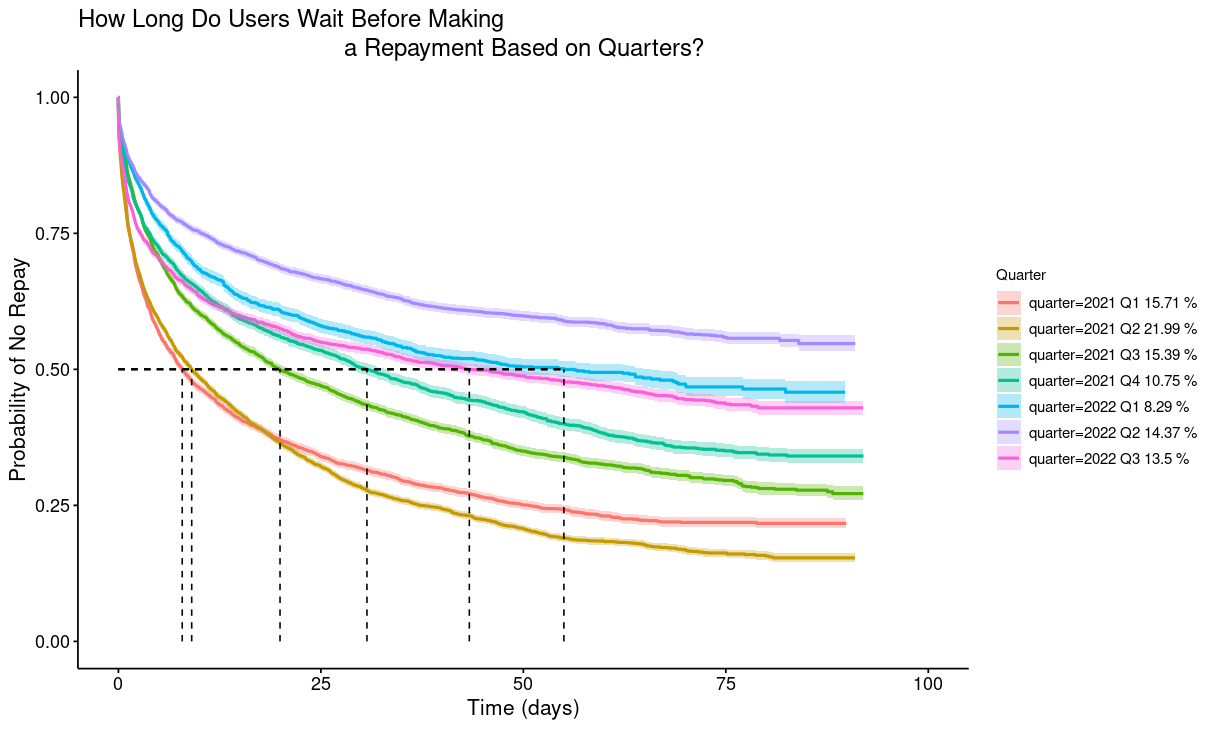 How Long Do Users Wait Before Making
a Repayment Based on Quarters?
Probability of No Repay
1.00
0.75
0.50
0.25
0.00
0
25
50
75
100
Time (days)
Quarter
quarter=2021 Q1 15.71 %
quarter=2021 Q2 21.99 %
quarter=2021 Q3 15.39 %
quarter=2021 Q4 10.75 %
quarter=2022 Q1 8.29 %
quarter=2022 Q2 14.37 %
quarter=2022 Q3 13.5 %